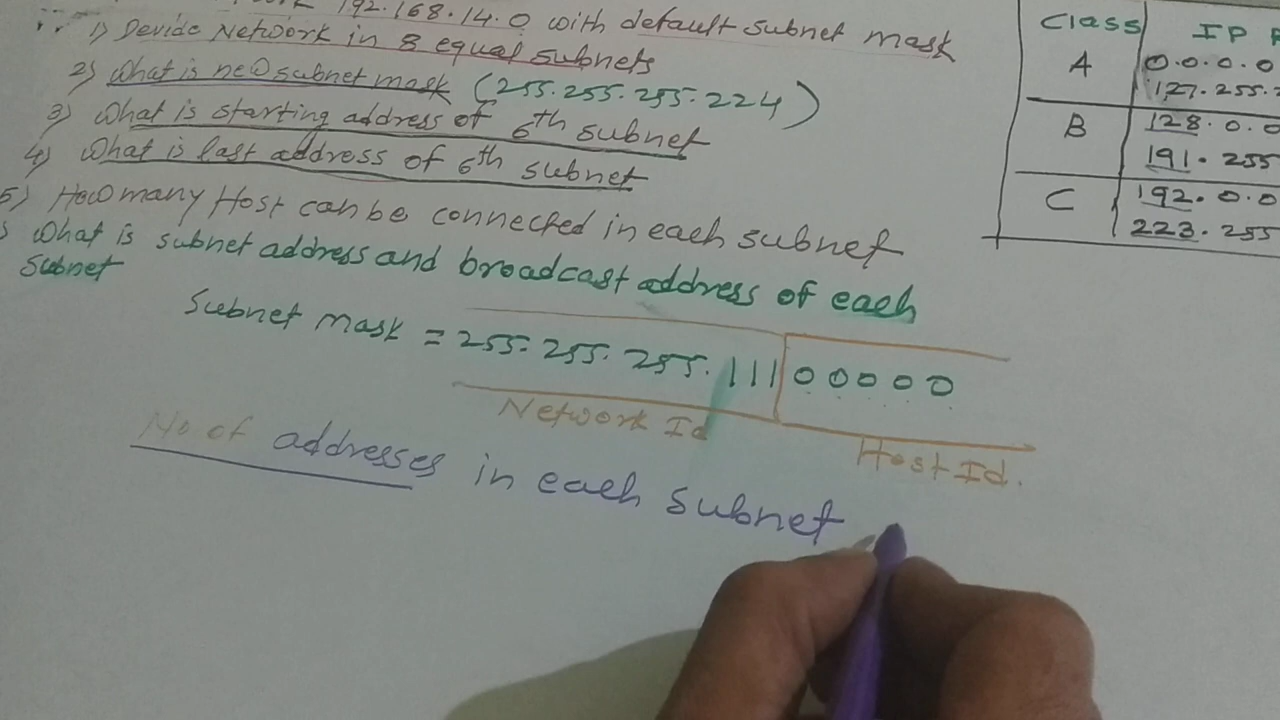 192.168.14.0 with default subnet mask
1) Devide Network in 8 equal subnets
2) What is new subnet mask (255.255.255.224)
3) What is starting address of 6th subnet
4) What is last address of 6th subnet
5) How many Host can be connected in each subnet
What is subnet address and broadcast address of each
subnet
Subnet mask = 255.255.255.11100000
Network Id
Host Id.
No of addresses in each subnet
Class IP
A 0.0.0.0
127.255.
B 128.0.0
191.255
C 192.0.0
223.255